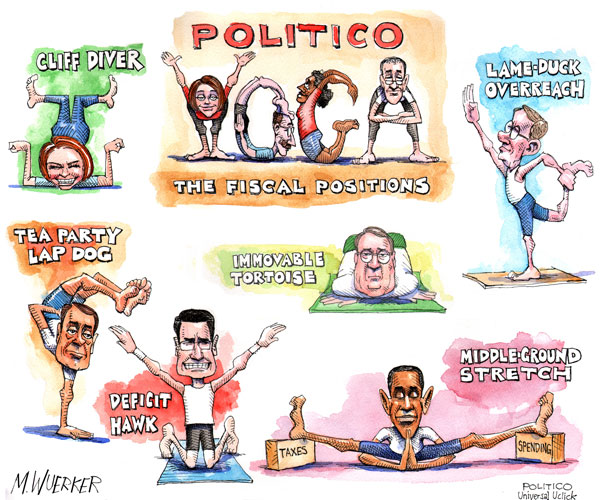 POLITICO
YOGA
THE FISCAL POSITIONS
CLIFF DIVER
LAME-DUCK
OVERREACH
TEA PARTY
LAP DOG
IMMOVABLE
TORTOISE
DEFICIT
HAWK
MIDDLE-GROUND
STRETCH
TAXES
SPENDING
M.WUERKER
POLITICO
Universal Uclick